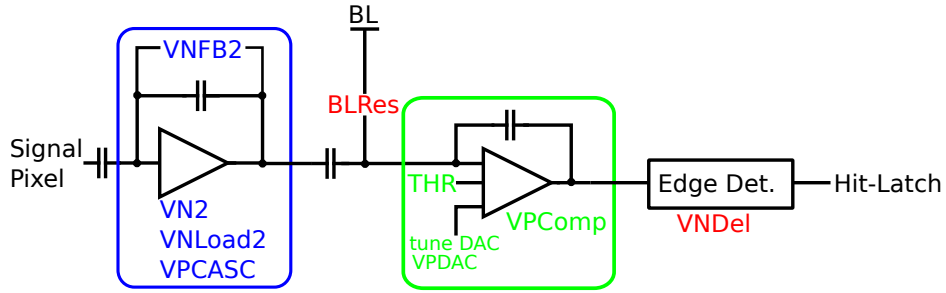 BL
VNFB2
BLRes
Signal
Pixel
THR
VN2
VNLoad2
VPCASC
tune DAC
VPDAC
VPComp
Edge Det.
VNDel
Hit-Latch